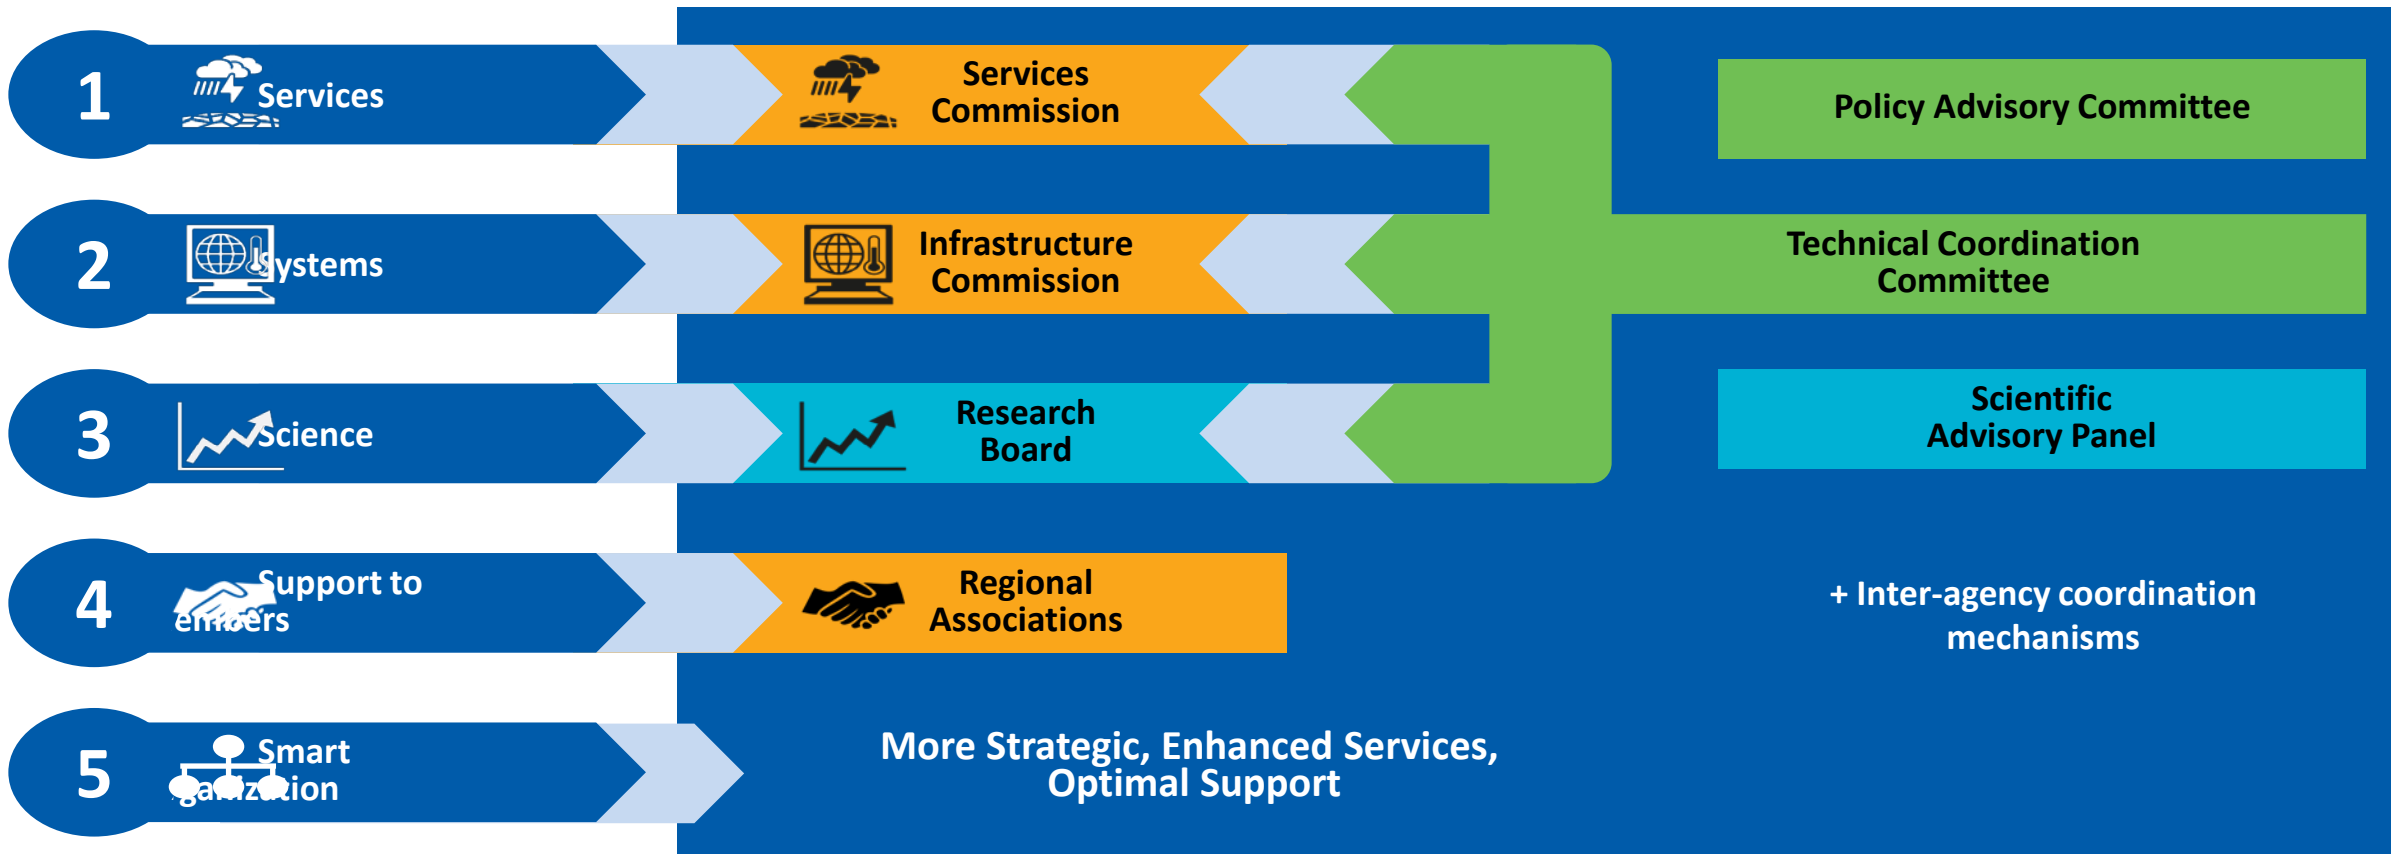 1
Services
Services
Commission
Policy Advisory Committee
2
Systems
Infrastructure
Commission
Technical Coordination
Committee
3
Science
Research
Board
Scientific
Advisory Panel
4
Support to
embers
Regional
Associations
+ Inter-agency coordination
mechanisms
5
Smart
ganization
More Strategic, Enhanced Services,
Optimal Support